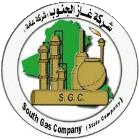 شركة غاز الجنوب (شركة عامة)
S. G. C.
South Gas Company (State Company)